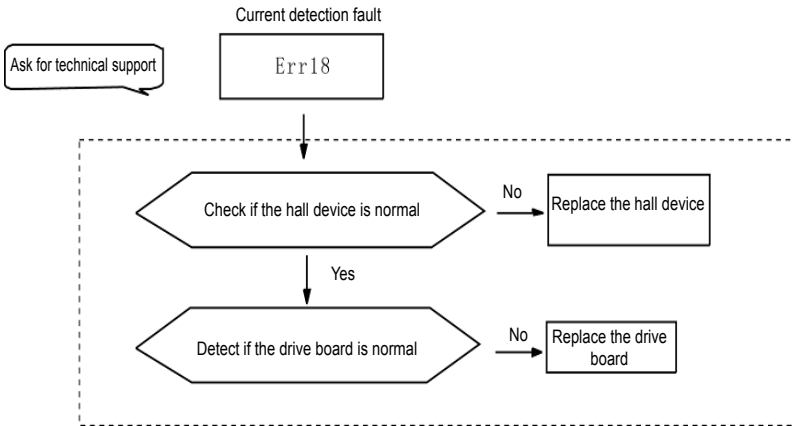 Current detection fault
Ask for technical support
Err18
Check if the hall device is normal
No
Replace the hall device
Yes
Detect if the drive board is normal
No
Replace the drive
board